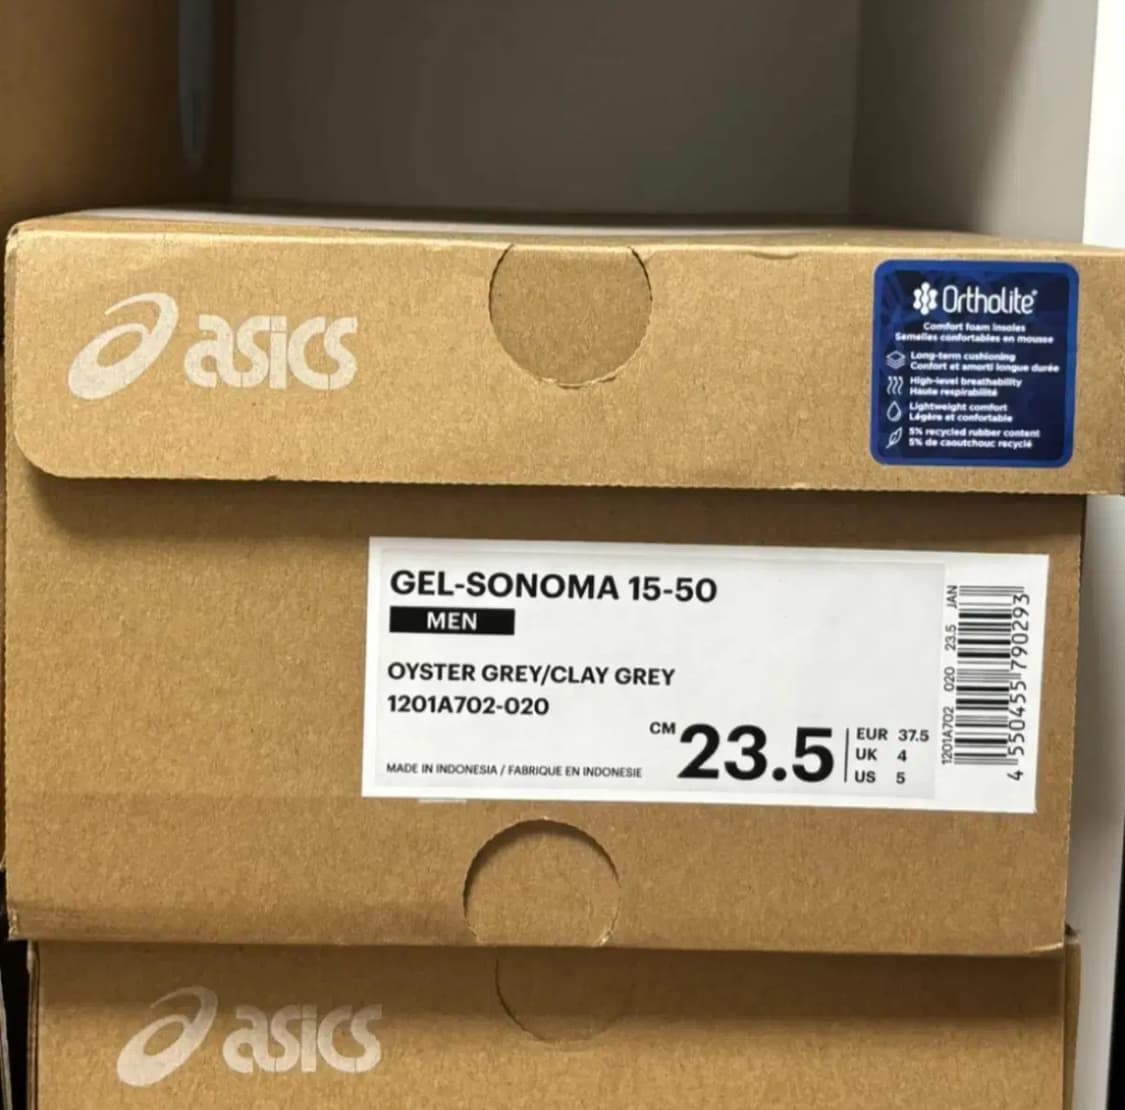 asics
Ortholite®
Comfort foam insoles
Semelles confortables en mousse
Long-term cushioning
Confort et amorti longue durée
High-level breathability
Haute respirabilité
Lightweight comfort
Légère et confortable
5% recycled rubber content
5% de caoutchouc recyclé
GEL-SONOMA 15-50
MEN
OYSTER GREY/CLAY GREY
1201A702-020
MADE IN INDONESIA / FABRIQUE EN INDONESIE
CM 23.5
EUR 37.5
UK 4
US 5
1201A702 020 23.5 JAN
4 550455 790293
asics